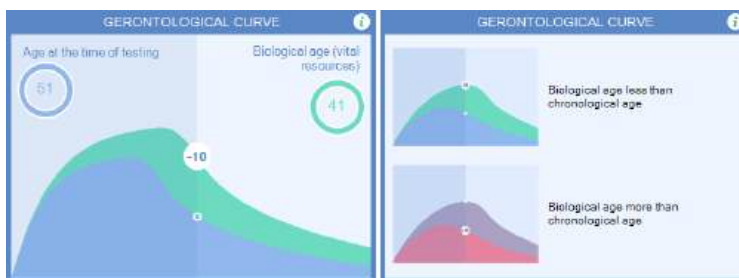 GERONTOLOGICAL CURVE
i
Age at the time of testing
51
Biological age (vital
resources)
41
-10
GERONTOLOGICAL CURVE
i
Biological age less than
chronological age
Biological age more than
chronological age